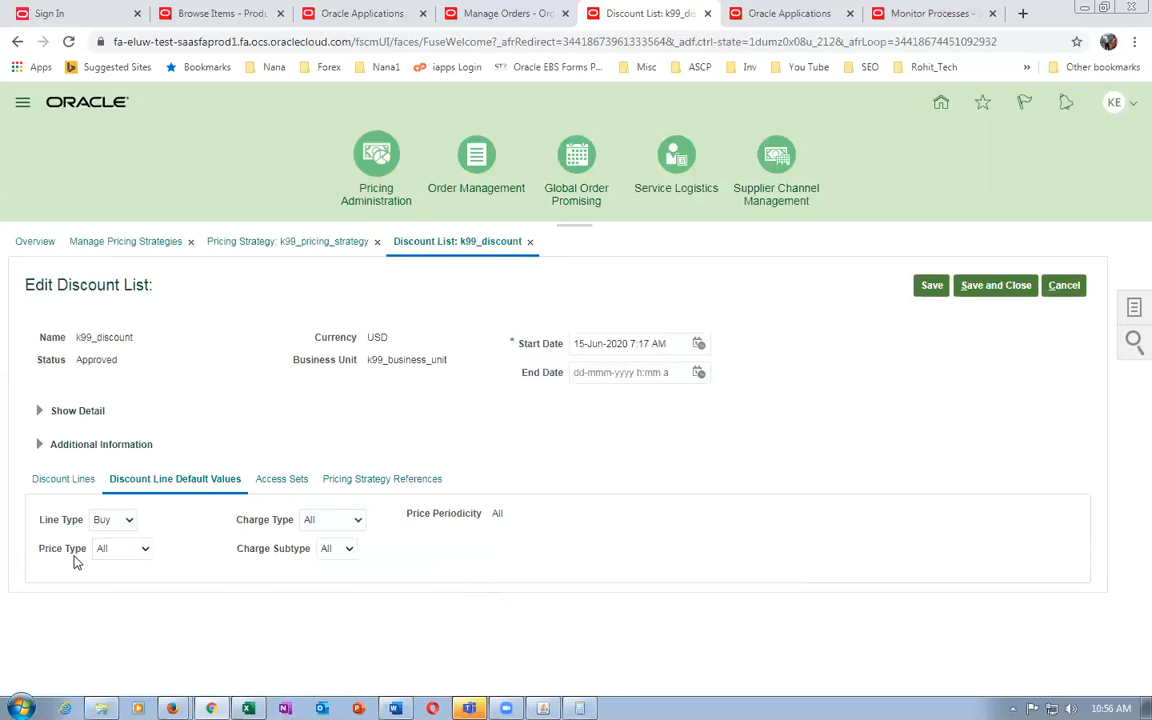 Sign In
Browse Items - Produ
Oracle Applications
Manage Orders - Ord
Discount List: k99_dis
Oracle Applications
Monitor Processes -
fa-eluw-test-saasfaprod1.fa.ocs.oraclecloud.com/fscmUI/faces/FuseWelcome?_afrRedirect=344186739613335​64&_adf.ctrl-state=1dumz0x08u_212&_afrLoop=34418674451092932
Apps
Suggested Sites
Bookmarks
Nana
Forex
Nana1
iapps Login
Oracle EBS Forms P...
Misc
ASCP
Inv
You Tube
SEO
Rohit_Tech
Other bookmarks
ORACLE
KE
Pricing Administration
Order Management
Global Order Promising
Service Logistics
Supplier Channel Management
Overview
Manage Pricing Strategies
Pricing Strategy: k99_pricing_strategy
Discount List: k99_discount
Edit Discount List:
Save
Save and Close
Cancel
Name k99_discount
Currency USD
* Start Date 15-Jun-2020 7:17 AM
Status Approved
Business Unit k99_business_unit
End Date dd-mmm-yyyy h:mm a
Show Detail
Additional Information
Discount Lines
Discount Line Default Values
Access Sets
Pricing Strategy References
Line Type Buy
Charge Type All
Price Periodicity All
Price Type All
Charge Subtype All
10:56 AM